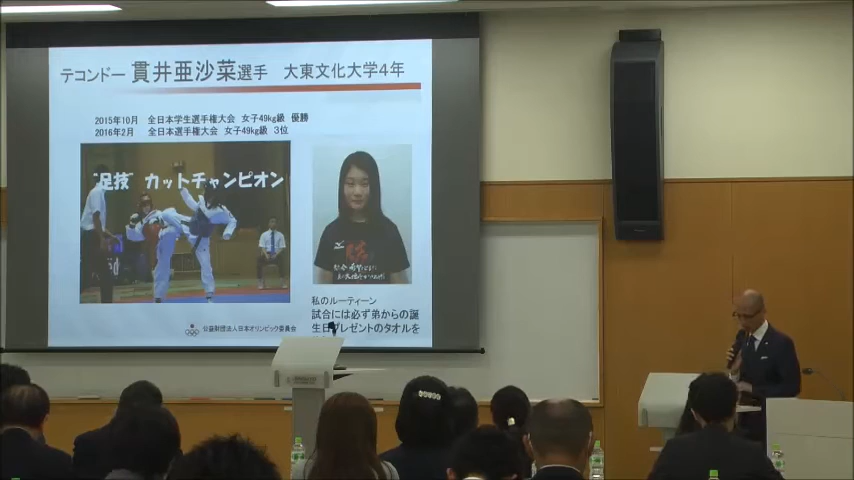 テコンドー 貫井亜沙菜選手 大東文化大学4年
2015年10月 全日本学生選手権大会 女子49kg級 優勝
2016年2月 全日本選手権大会 女子49kg級 3位
"足技" カットチャンピオン
私のルーティーン
試合には必ず弟からの誕
生日プレゼントのタオルを
公益財団法人日本オリンピック委員会